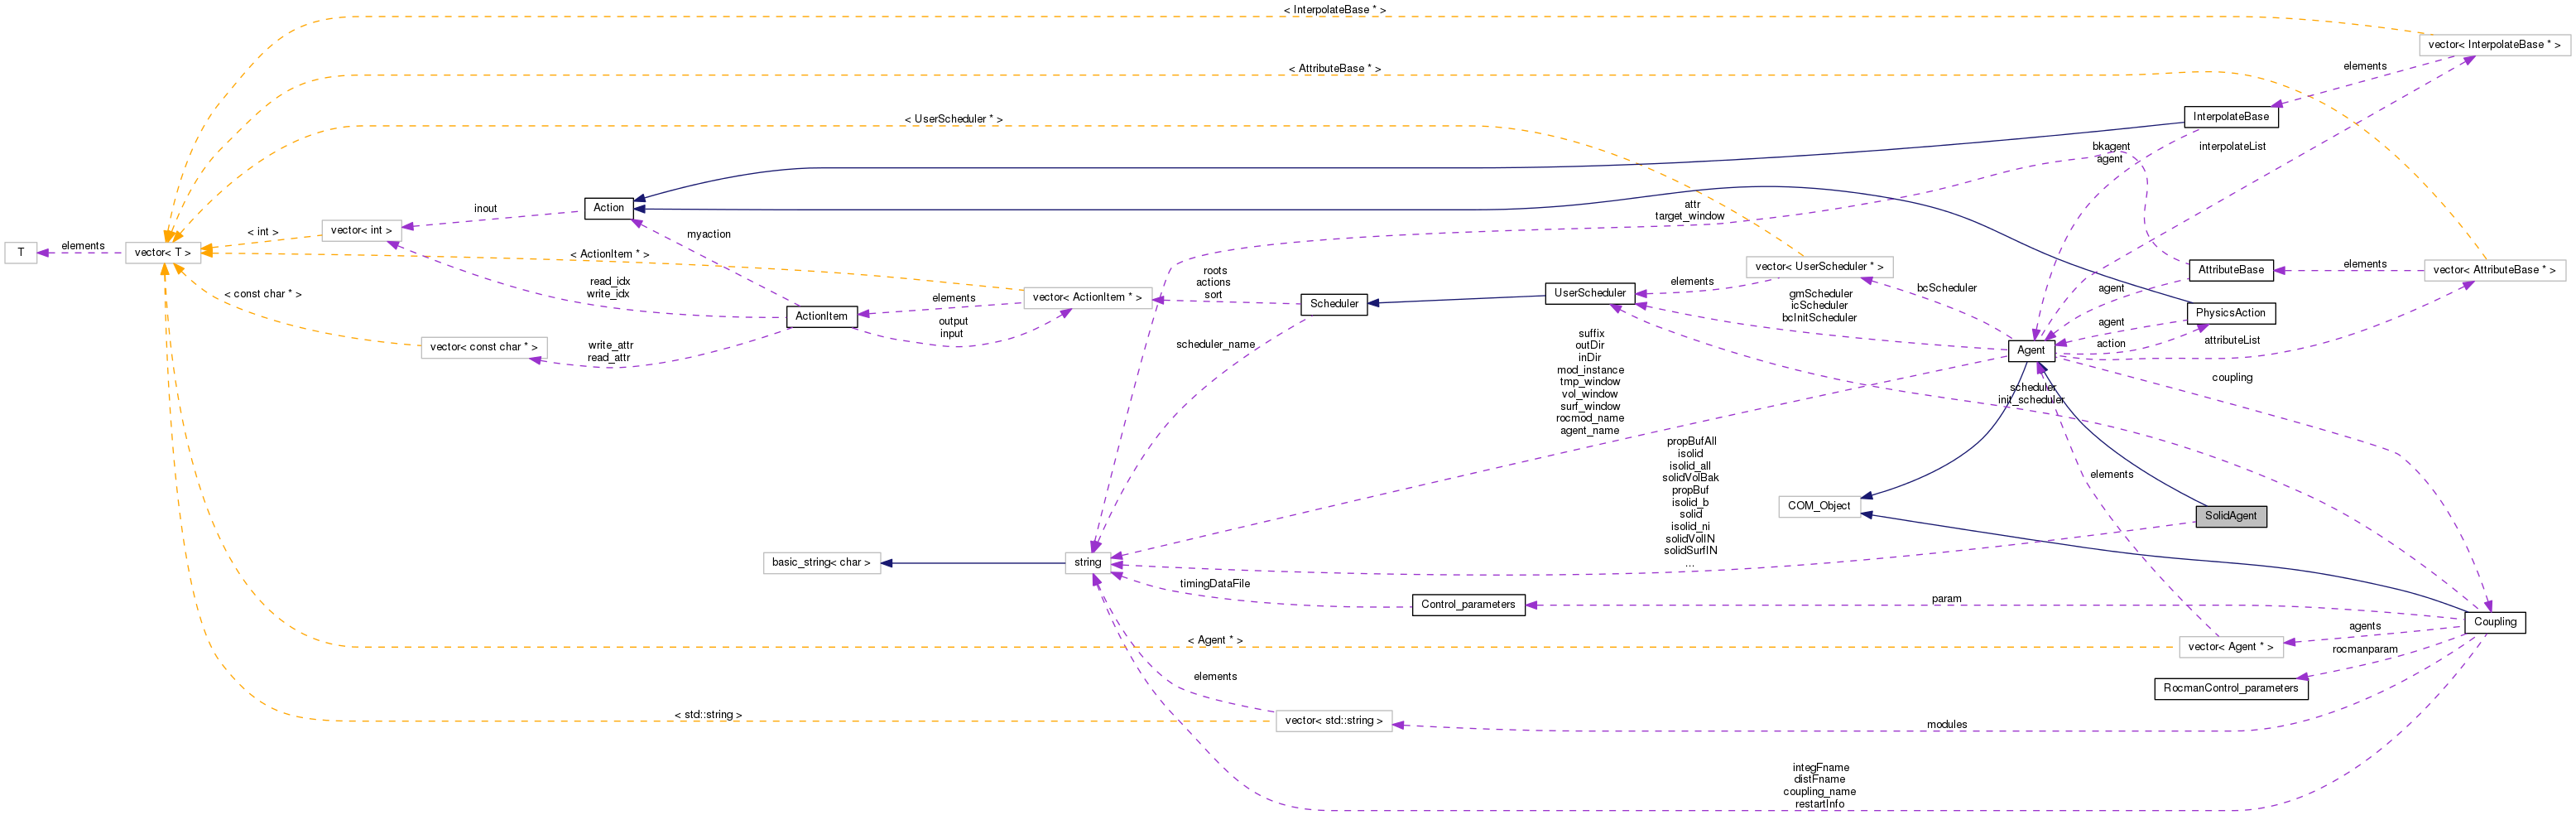 < InterpolateBase * >
vector< InterpolateBase * >
elements
< AttributeBase * >
InterpolateBase
< UserScheduler * >
bkagent
agent
interpolateList
Action
inout
attr
target_window
vector< int >
< int >
myaction
T
elements
vector< T >
< ActionItem * >
roots
actions
sort
vector< UserScheduler * >
elements
AttributeBase
elements
vector< AttributeBase * >
read_idx
write_idx
< const char * >
elements
vector< ActionItem * >
Scheduler
UserScheduler
gmScheduler
icScheduler
bcInitScheduler
bcScheduler
agent
PhysicsAction
ActionItem
output
input
agent
action
attributeList
vector< const char * >
write_attr
read_attr
scheduler_name
suffix
outDir
inDir
mod_instance
tmp_window
vol_window
surf_window
rocmod_name
agent_name
Agent
coupling
scheduler
init_scheduler
propBufAll
isolid
isolid_all
solidVolBak
propBuf
isolid_b
solid
isolid_ni
solidVolIN
solidSurfIN
...
elements
COM_Object
SolidAgent
basic_string< char >
string
timingDataFile
Control_parameters
param
Coupling
< Agent * >
vector< Agent * >
agents
rocmanparam
elements
RocmanControl_parameters
< std::string >
vector< std::string >
modules
integFname
distFname
coupling_name
restartInfo